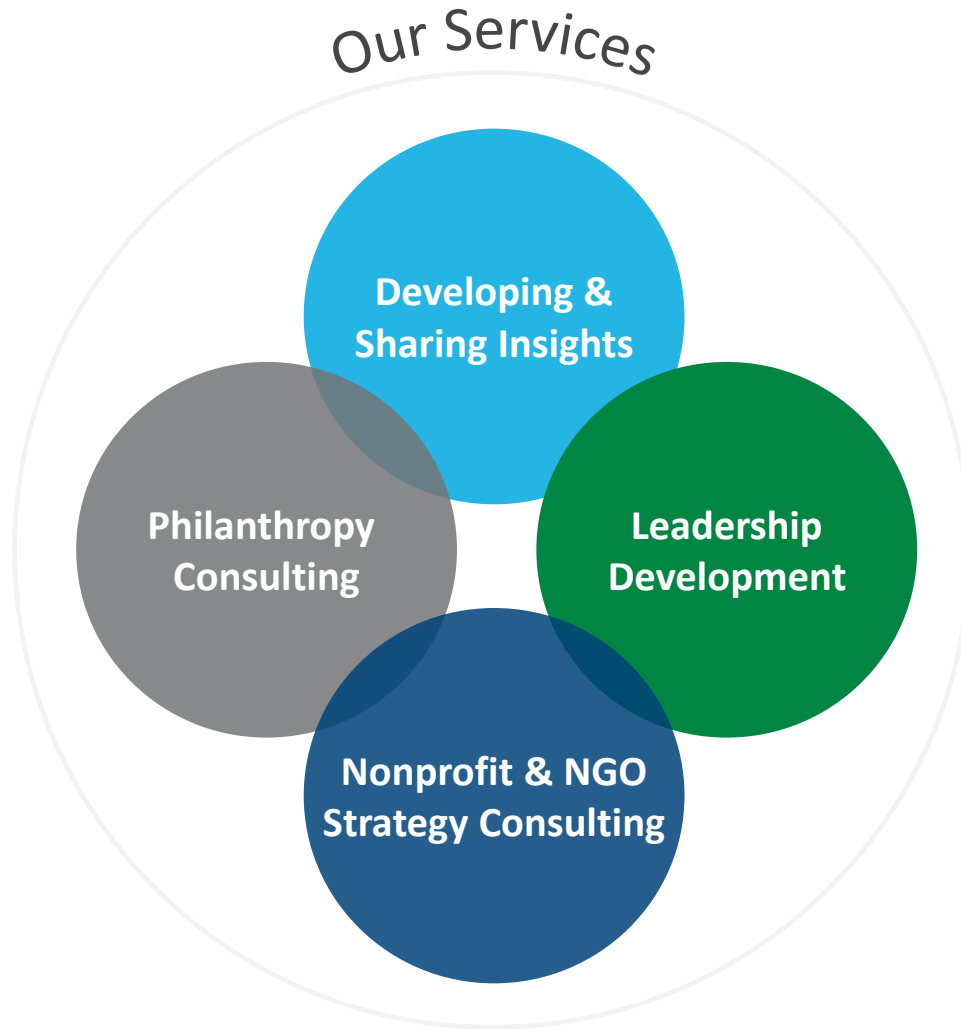 Our Services
Developing &
Sharing Insights
Philanthropy
Consulting
Leadership
Development
Nonprofit & NGO
Strategy Consulting